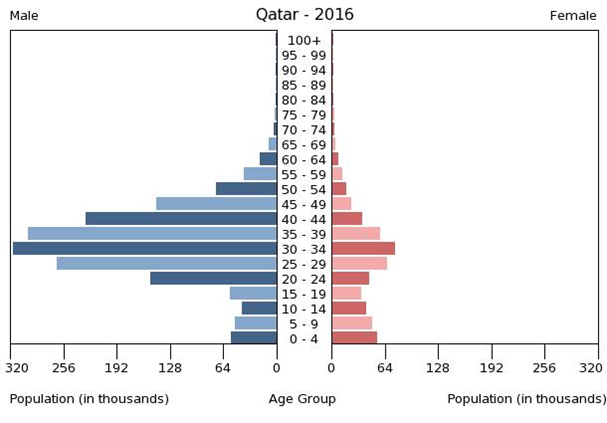 Male Qatar - 2016 Female
100+
95 - 99
90 - 94
85 - 89
80 - 84
75 - 79
70 - 74
65 - 69
60 - 64
55 - 59
50 - 54
45 - 49
40 - 44
35 - 39
30 - 34
25 - 29
20 - 24
15 - 19
10 - 14
5 - 9
0 - 4
320 256 192 128 64 0 0 64 128 192 256 320
Population (in thousands) Age Group Population (in thousands)